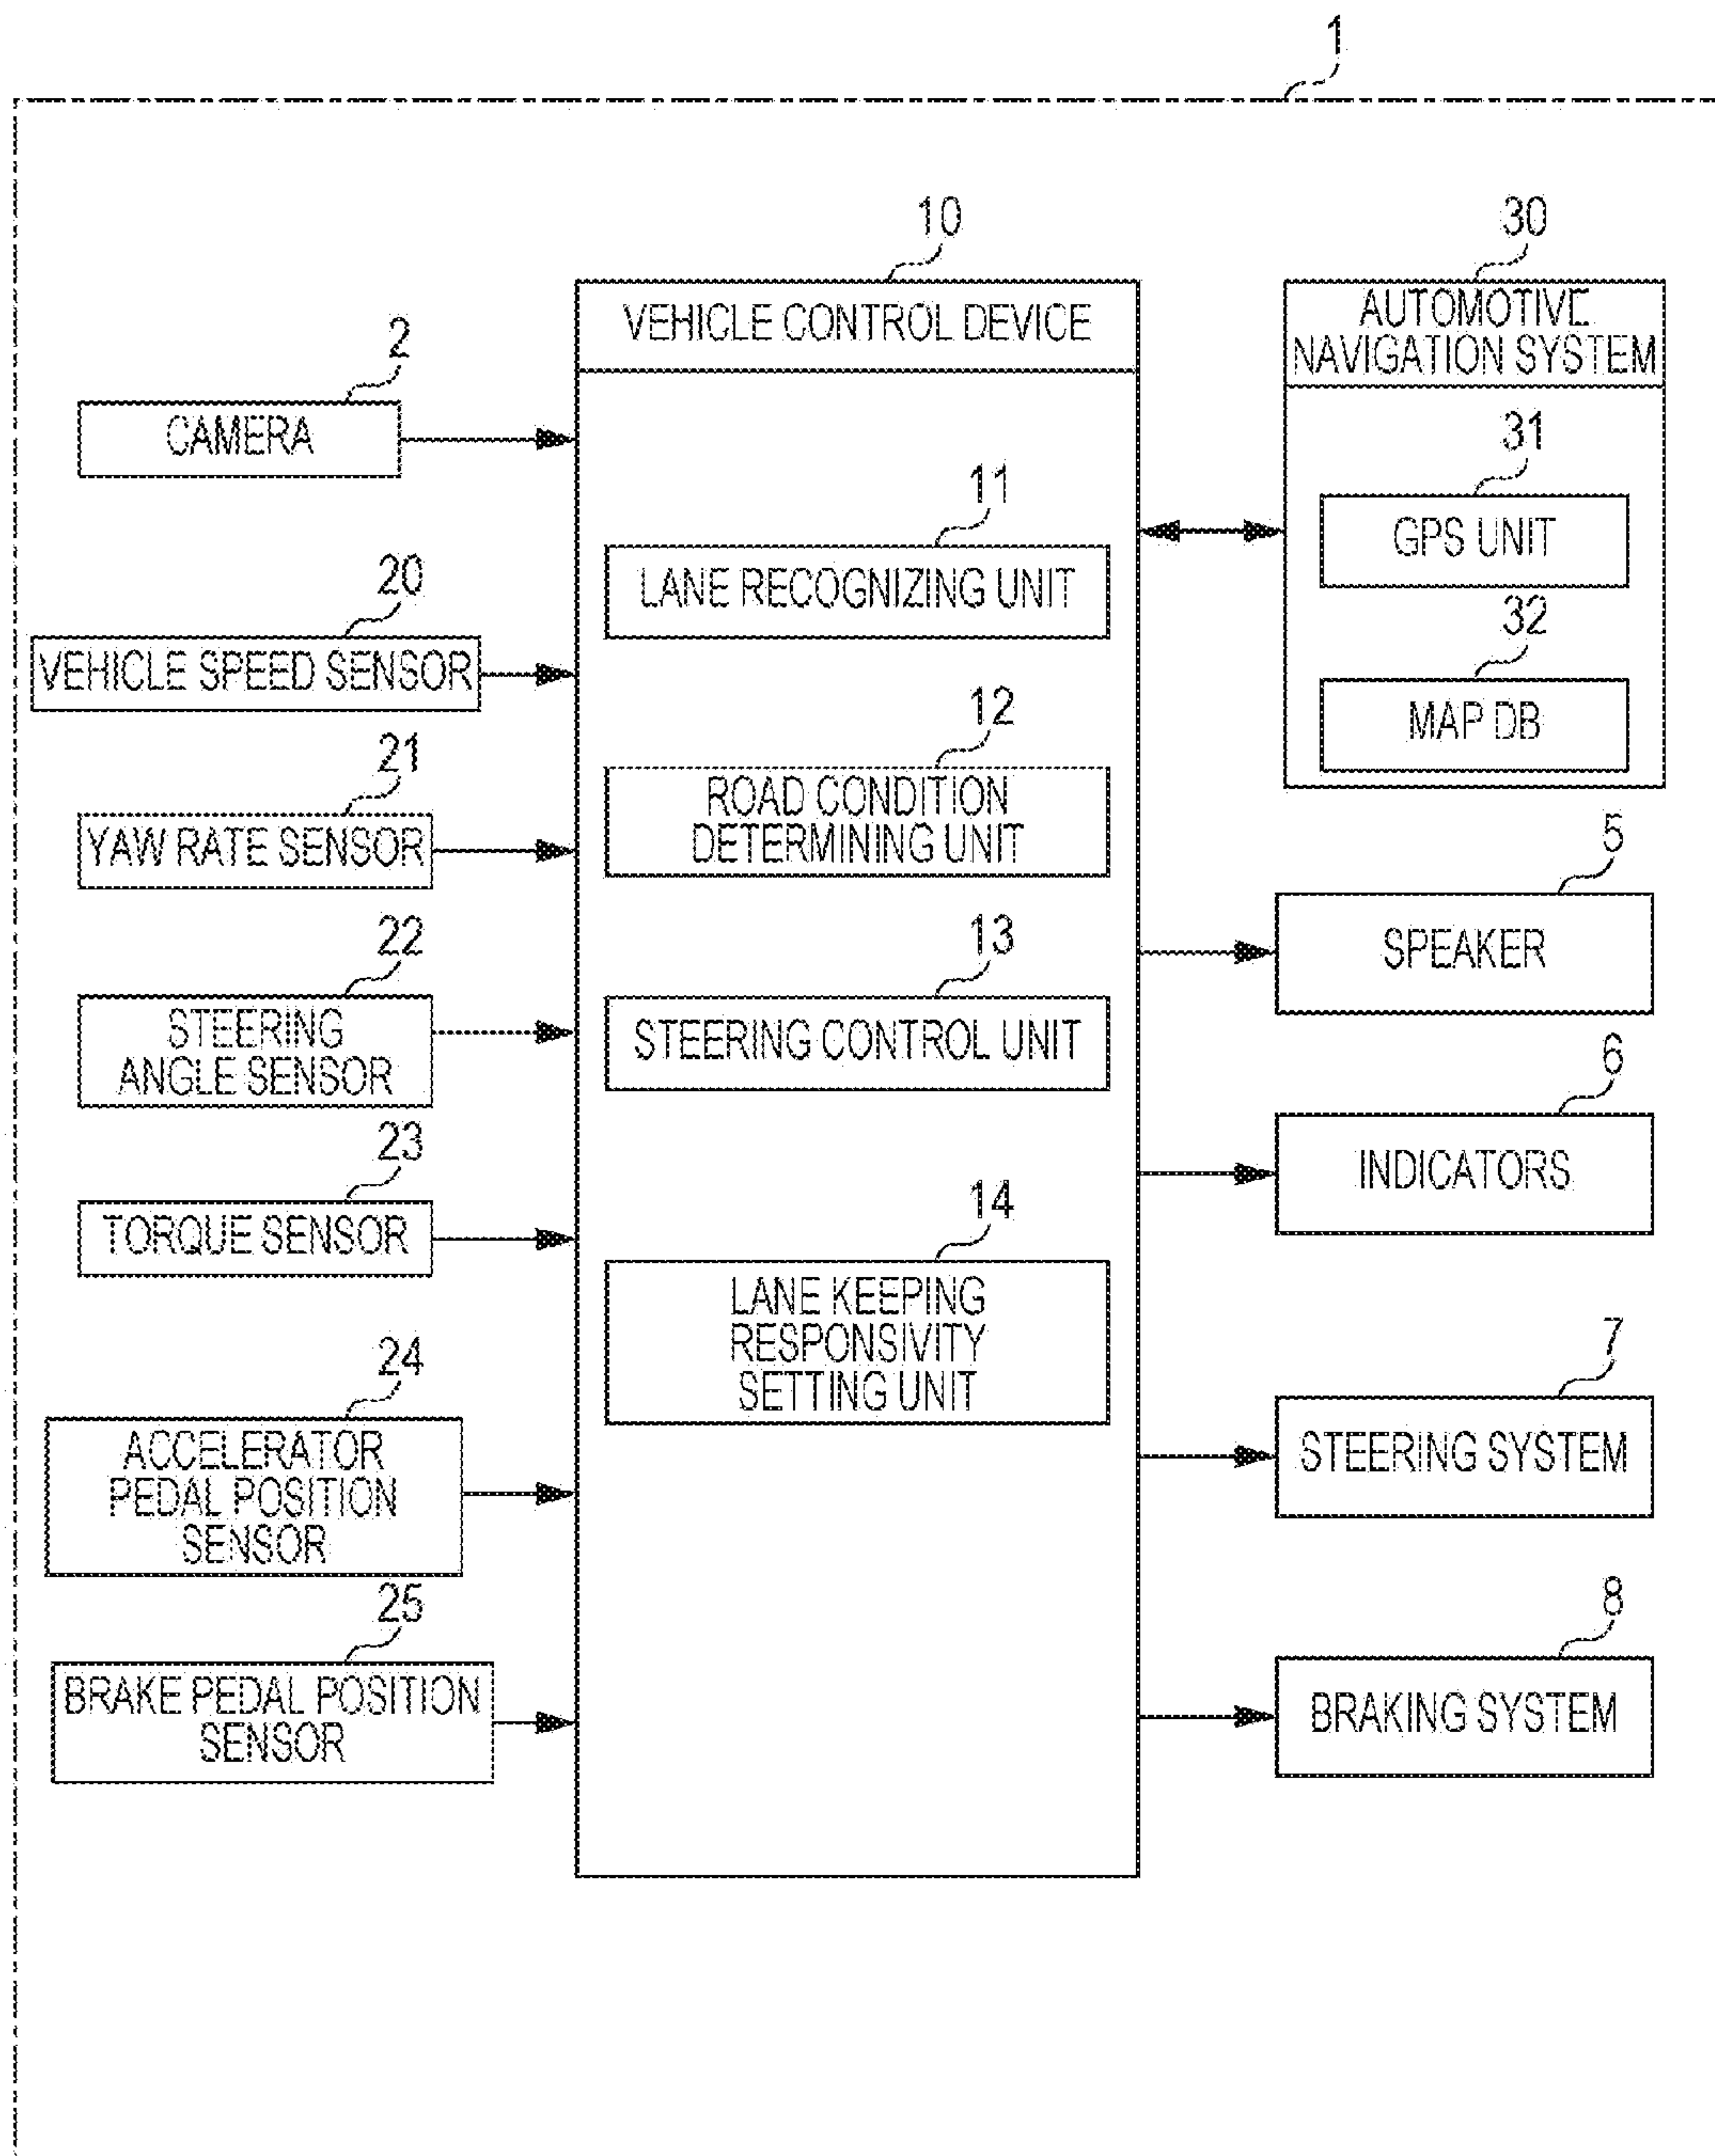 1
10
VEHICLE CONTROL DEVICE
30
AUTOMOTIVE
NAVIGATION SYSTEM
31
GPS UNIT
32
MAP DB
2
CAMERA
20
VEHICLE SPEED SENSOR
21
YAW RATE SENSOR
22
STEERING
ANGLE SENSOR
23
TORQUE SENSOR
24
ACCELERATOR
PEDAL POSITION
SENSOR
25
BRAKE PEDAL POSITION
SENSOR
11
LANE RECOGNIZING UNIT
12
ROAD CONDITION
DETERMINING UNIT
13
STEERING CONTROL UNIT
14
LANE KEEPING
RESPONSIVITY
SETTING UNIT
5
SPEAKER
6
INDICATORS
7
STEERING SYSTEM
8
BRAKING SYSTEM